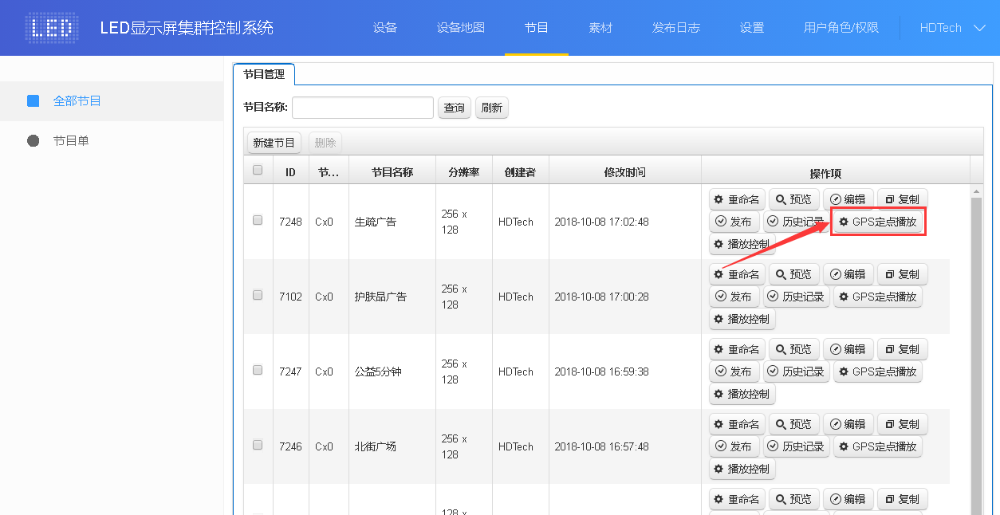 LED LED显示屏集群控制系统 设备 设备地图 节目 素材 发布日志 设置 用户角色/权限 HDTech
节目管理
全部节目
节目单
节目名称: 查询 刷新
新建节目 删除
ID 节... 节目名称 分辨率 创建者 修改时间 操作项
7248 Cx0 生疏广告 256 x 128 HDTech 2018-10-08 17:02:48
重命名 预览 编辑 复制
发布 历史记录 GPS定点播放
播放控制
7102 Cx0 护肤品广告 256 x 128 HDTech 2018-10-08 17:00:28
重命名 预览 编辑 复制
发布 历史记录 GPS定点播放
播放控制
7247 Cx0 公益5分钟 256 x 128 HDTech 2018-10-08 16:59:38
重命名 预览 编辑 复制
发布 历史记录 GPS定点播放
播放控制
7246 Cx0 北街广场 256 x 128 HDTech 2018-10-08 16:57:48
重命名 预览 编辑 复制
发布 历史记录 GPS定点播放
播放控制
128 x
重命名 预览 编辑 复制